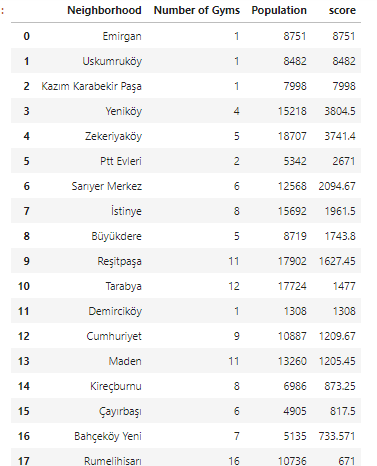 :
Neighborhood Number of Gyms Population score
0 Emirgan 1 8751 8751
1 Uskumruköy 1 8482 8482
2 Kazım Karabekir Paşa 1 7998 7998
3 Yeniköy 4 15218 3804.5
4 Zekeriyaköy 5 18707 3741.4
5 Ptt Evleri 2 5342 2671
6 Sarıyer Merkez 6 12568 2094.67
7 İstinye 8 15692 1961.5
8 Büyükdere 5 8719 1743.8
9 Reşitpaşa 11 17902 1627.45
10 Tarabya 12 17724 1477
11 Demirciköy 1 1308 1308
12 Cumhuriyet 9 10887 1209.67
13 Maden 11 13260 1205.45
14 Kireçburnu 8 6986 873.25
15 Çayırbaşı 6 4905 817.5
16 Bahçeköy Yeni 7 5135 733.571
17 Rumelihisarı 16 10736 671